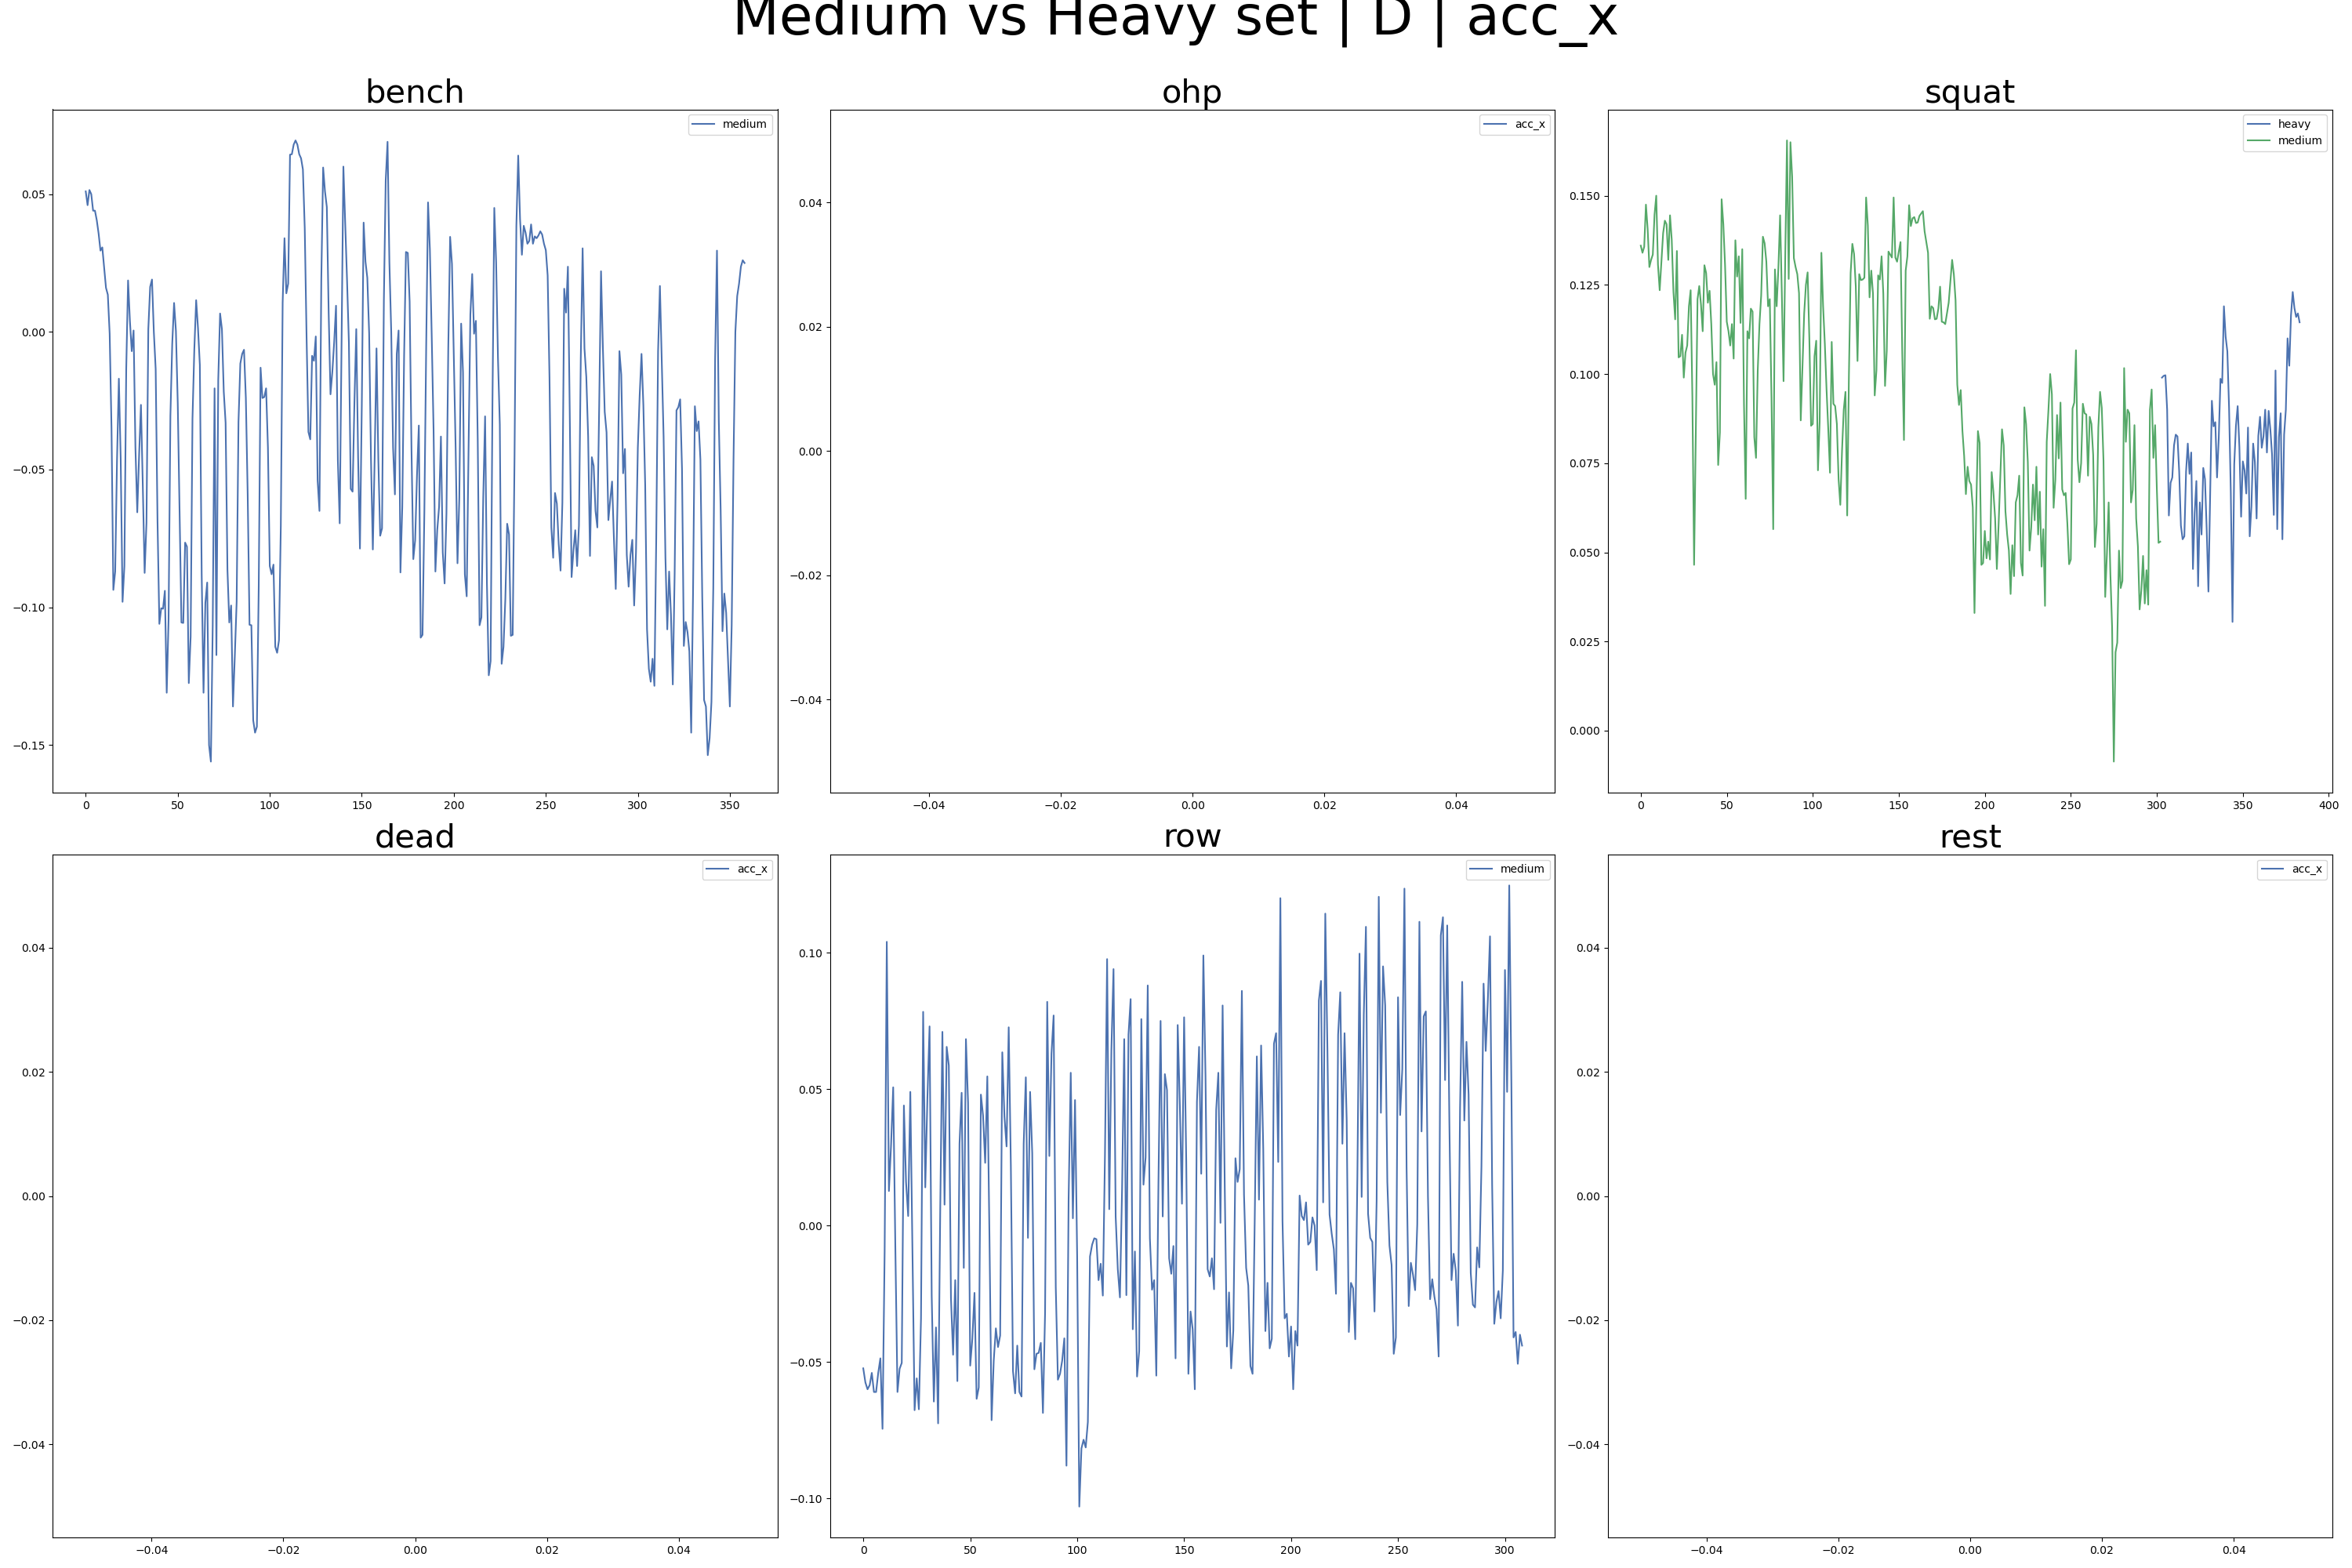 Medium vs Heavy set | D | acc_x
bench
medium
0.05
0.00
−0.05
−0.10
−0.15
0 50 100 150 200 250 300 350
ohp
acc_x
0.04
0.02
0.00
−0.02
−0.04
−0.04 −0.02 0.00 0.02 0.04
squat
heavy
medium
0.150
0.125
0.100
0.075
0.050
0.025
0.000
0 50 100 150 200 250 300 350 400
dead
acc_x
0.04
0.02
0.00
−0.02
−0.04
−0.04 −0.02 0.00 0.02 0.04
row
medium
0.10
0.05
0.00
−0.05
−0.10
0 50 100 150 200 250 300
rest
acc_x
0.04
0.02
0.00
−0.02
−0.04
−0.04 −0.02 0.00 0.02 0.04